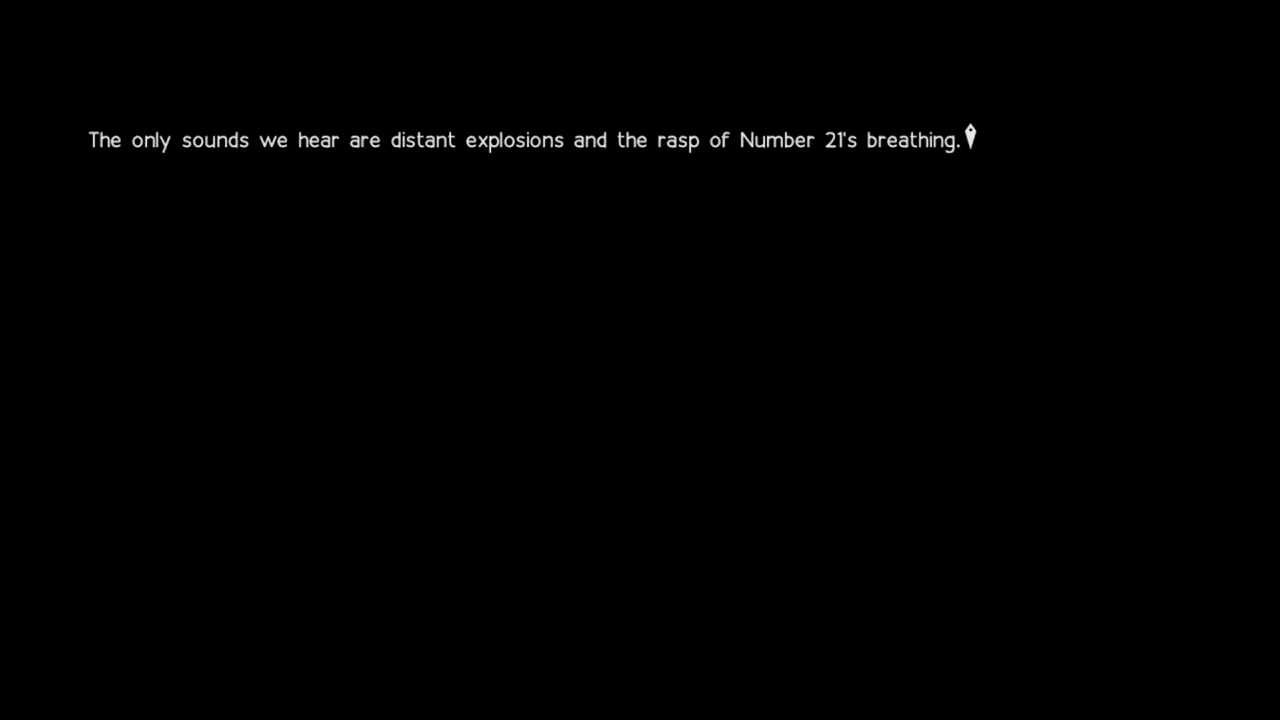 The only sounds we hear are distant explosions and the rasp of Number 21's breathing.